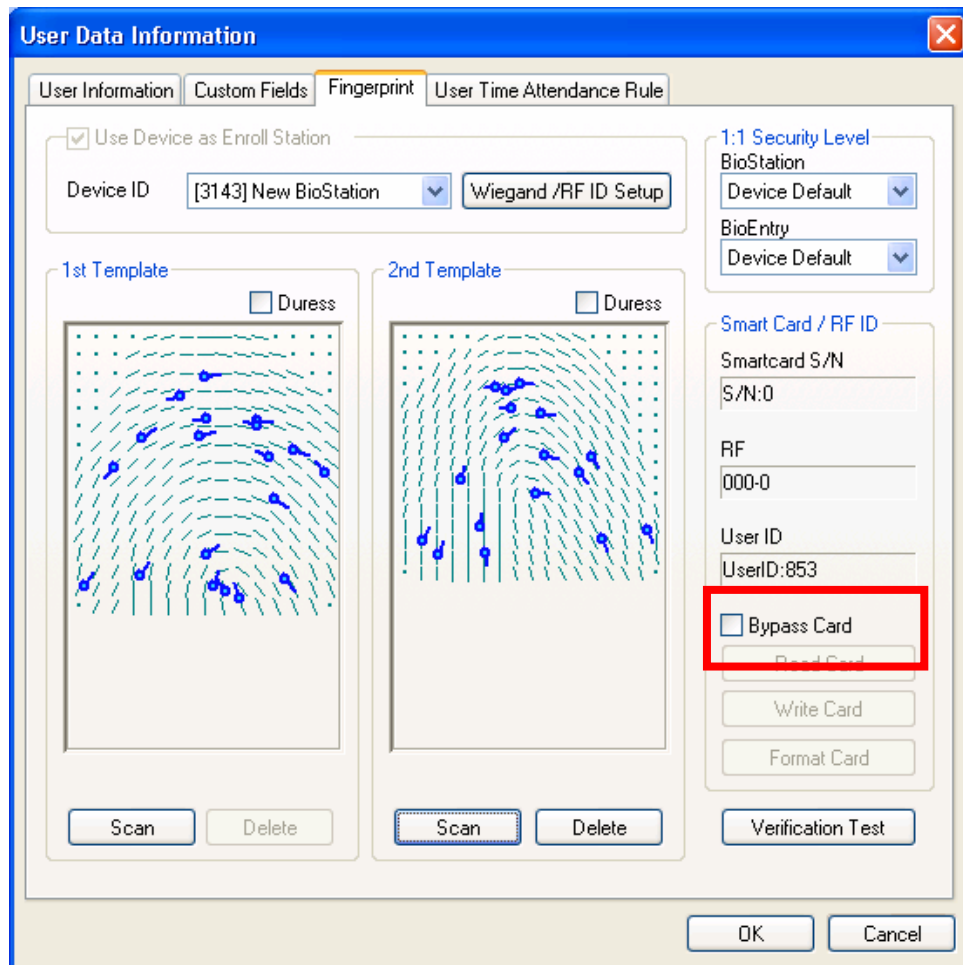 User Data Information
User Information Custom Fields Fingerprint User Time Attendance Rule
Use Device as Enroll Station
Device ID [3143] New BioStation Wiegand /RF ID Setup
1:1 Security Level
BioStation
Device Default
BioEntry
Device Default
1st Template
Duress
2nd Template
Duress
Smart Card / RF ID
Smartcard S/N
S/N:0
RF
000-0
User ID
UserID:853
Bypass Card
Read Card
Write Card
Format Card
Scan Delete
Scan Delete
Verification Test
OK Cancel